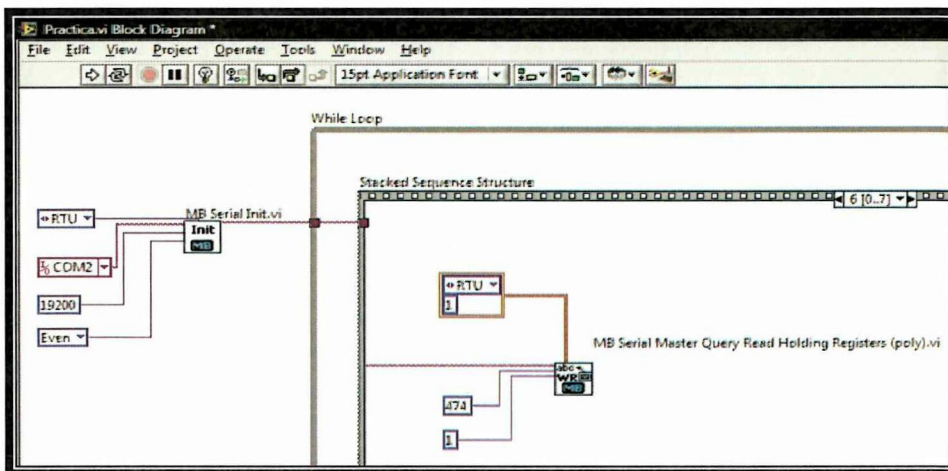 Practica.vi Block Diagram *
File Edit View Project Operate Tools Window Help
15pt Application Font
While Loop
Stacked Sequence Structure
6 [0..7]
RTU
MB Serial Init.vi
Init
MB
COM2
19200
Even
RTU
1
MB Serial Master Query Read Holding Registers (poly).vi
abc
WR
MB
474
1